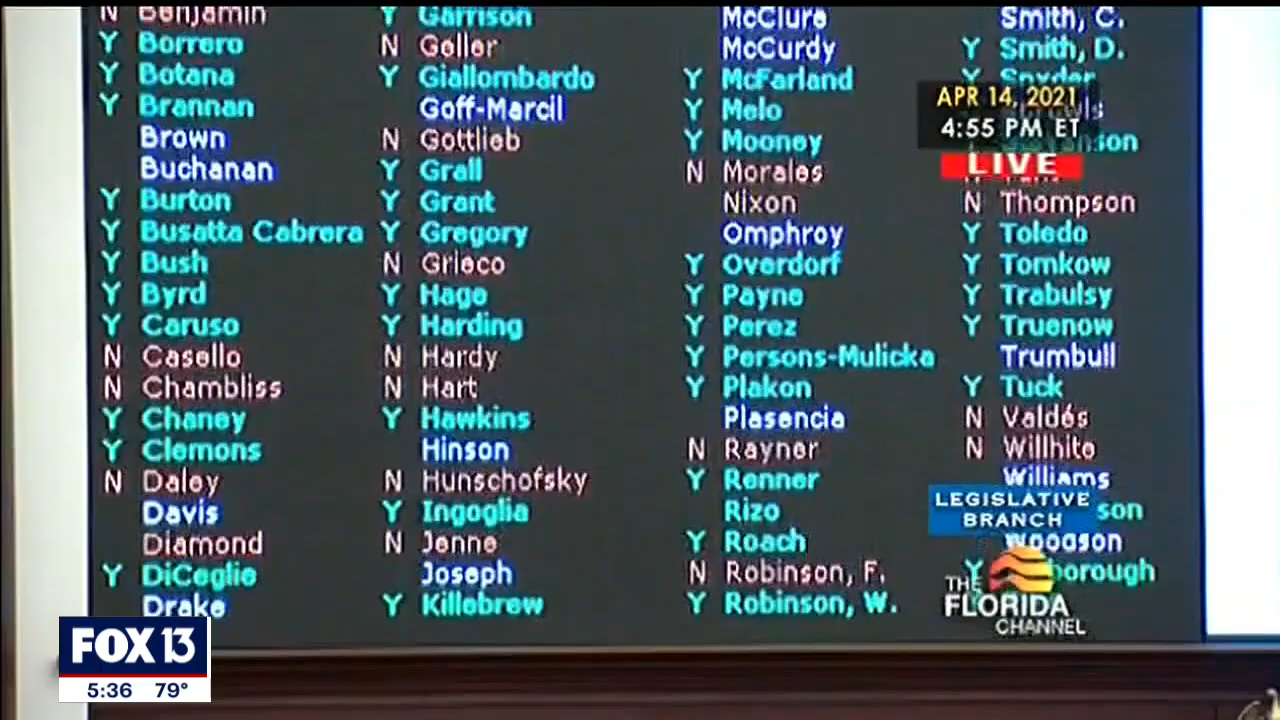 N Benjamin
Y Borrero
Y Botana
Y Brannan
Brown
Buchanan
Y Burton
Y Busatta Cabrera
Y Bush
Y Byrd
Y Caruso
N Casello
N Chambliss
Y Chaney
Y Clemons
N Daley
Davis
Diamond
Y DiCeglie
Drake
Y Garrison
N Geller
Y Giallombardo
Goff-Marcil
N Gottlieb
Y Grall
Y Grant
Y Gregory
N Grieco
Y Hage
Y Harding
N Hardy
N Hart
Y Hawkins
Hinson
N Hunschofsky
Y Ingoglia
N Jenne
Joseph
Y Killebrew
McClure
McCurdy
Y McFarland
Y Melo
Y Mooney
N Morales
Nixon
Omphroy
Y Overdorf
Y Payne
Y Perez
Y Persons-Mulicka
Y Plakon
Plasencia
N Rayner
Y Renner
Rizo
Y Roach
N Robinson, F.
Y Robinson, W.
Smith, C.
Y Smith, D.
Y Snyder
N Thompson
Y Toledo
Y Tomkow
Y Trabulsy
Y Truenow
Trumbull
Y Tuck
N Valdés
N Willhite
Williams
son
Woodson
Y borough
APR 14, 2021
4:55 PM ET
LIVE
LEGISLATIVE
BRANCH
THE
FLORIDA
CHANNEL
FOX 13
5:36 79°